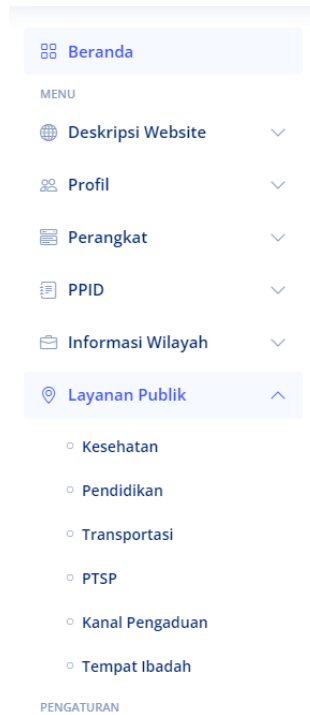 Beranda
MENU
Deskripsi Website
Profil
Perangkat
PPID
Informasi Wilayah
Layanan Publik
Kesehatan
Pendidikan
Transportasi
PTSP
Kanal Pengaduan
Tempat Ibadah
PENGATURAN